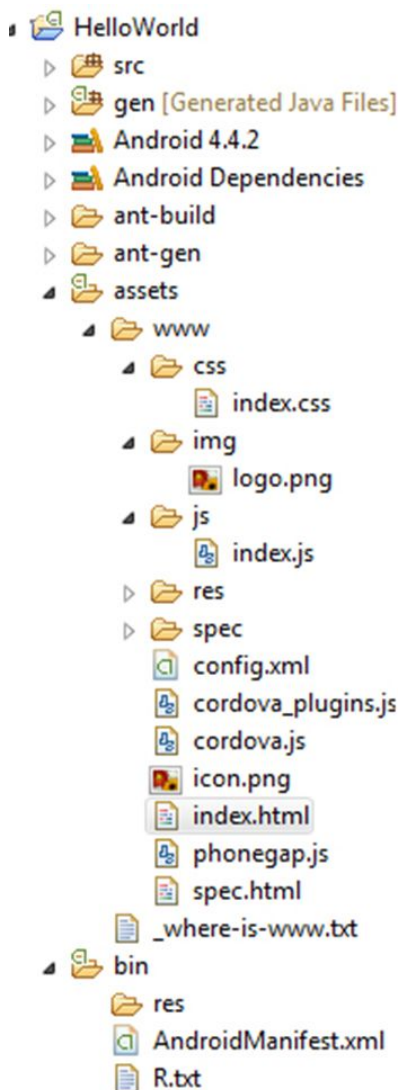 HelloWorld
src
gen [Generated Java Files]
Android 4.4.2
Android Dependencies
ant-build
ant-gen
assets
www
css
index.css
img
logo.png
js
index.js
res
spec
config.xml
cordova_plugins.js
cordova.js
icon.png
index.html
phonegap.js
spec.html
_where-is-www.txt
bin
res
AndroidManifest.xml
R.txt